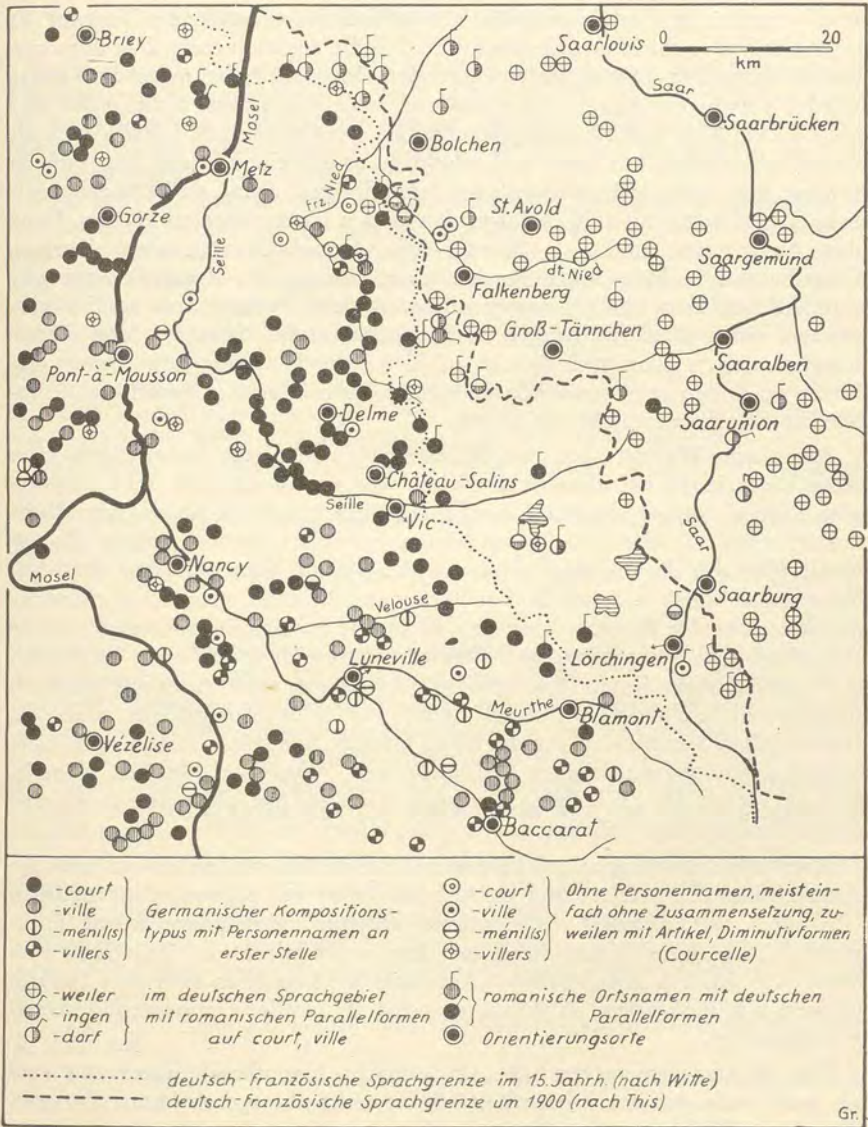 Briey
Saarlouis
0 20
km
Saar
Mosel
Saarbrücken
Bolchen
Metz
frz. Nied
Gorze
St. Avold
Seille
Saargemünd
dt. Nied
Falkenberg
Groß-Tännchen
Saaralben
Pont-à-Mousson
Delme
Saarunion
Château-Salins
Seille
Vic
Saar
Nancy
Mosel
Velouse
Saarburg
Lörchingen
Luneville
Meurthe
Blamont
Vézelise
Baccarat
-court
-ville
-ménil(s)
-villers
Germanischer Kompositions-
typus mit Personennamen an
erster Stelle
-court
-ville
-ménil(s)
-villers
Ohne Personennamen, meist ein-
fach ohne Zusammensetzung, zu-
weilen mit Artikel, Diminutivformen
(Courcelle)
-weiler im deutschen Sprachgebiet
-ingen
-dorf
mit romanischen Parallelformen
auf court, ville
romanische Ortsnamen mit deutschen
Parallelformen
Orientierungsorte
deutsch-französische Sprachgrenze im 15. Jahrh. (nach Witte)
deutsch-französische Sprachgrenze um 1900 (nach This)
Gr.